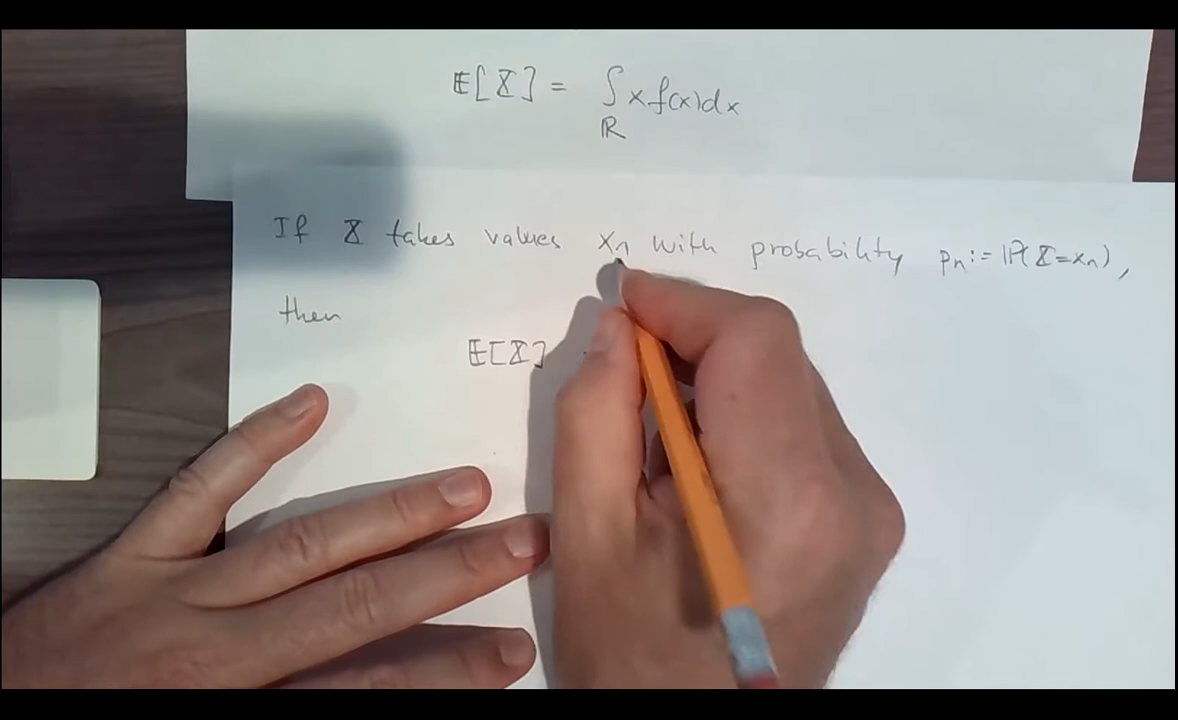 𝔼[X] = ∫ x f(x) dx
ℝ
If X takes values xₙ with probability pₙ := ℙ(X=xₙ),
then
𝔼[X]